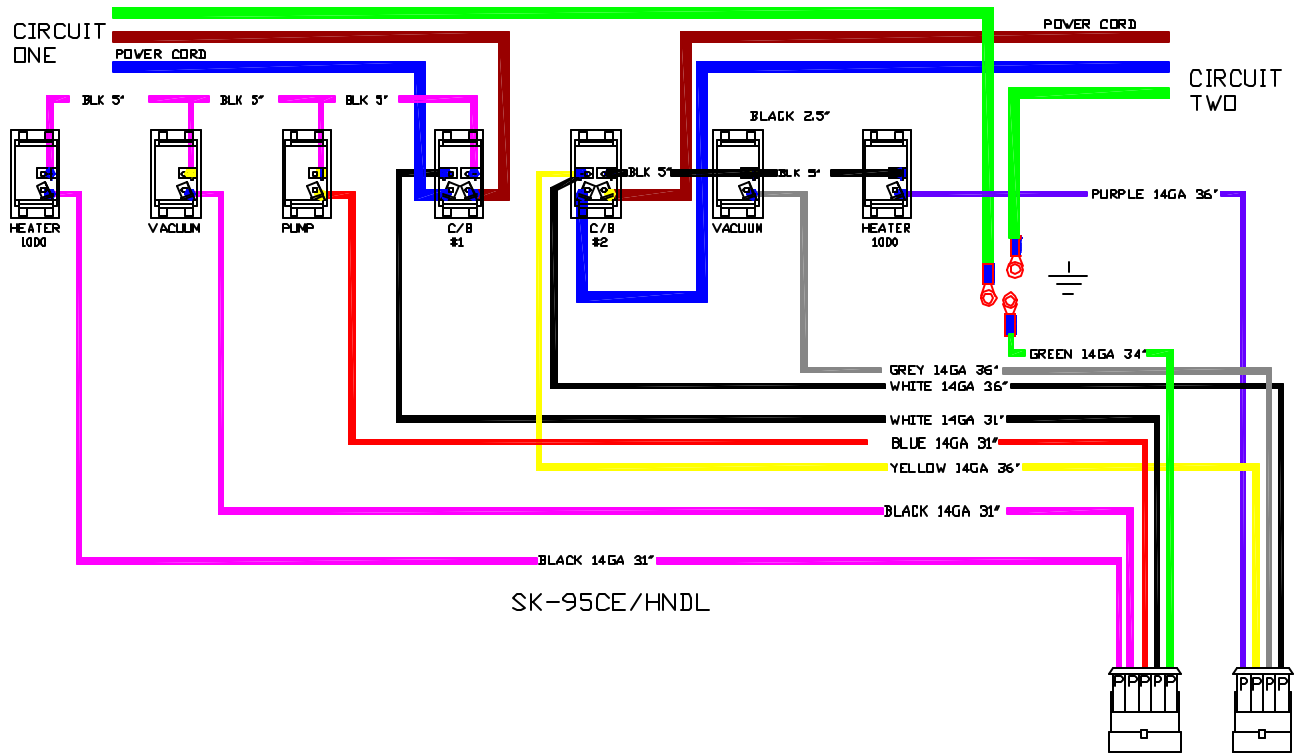 CIRCUIT
ONE
POWER CORD
POWER CORD
CIRCUIT
TWO
BLK 5"
BLK 5"
BLK 5"
BLACK 2.5"
BLK 5"
BLK 5"
HEATER
1000
VACUUM
PUMP
C/B
#1
C/B
#2
VACUUM
HEATER
1000
PURPLE 14GA 36"
GREEN 14GA 34"
GREY 14GA 36"
WHITE 14GA 36"
WHITE 14GA 31"
BLUE 14GA 31"
YELLOW 14GA 36"
BLACK 14GA 31"
BLACK 14GA 31"
SK-95CE/HNDL
P P P P P
P P P P